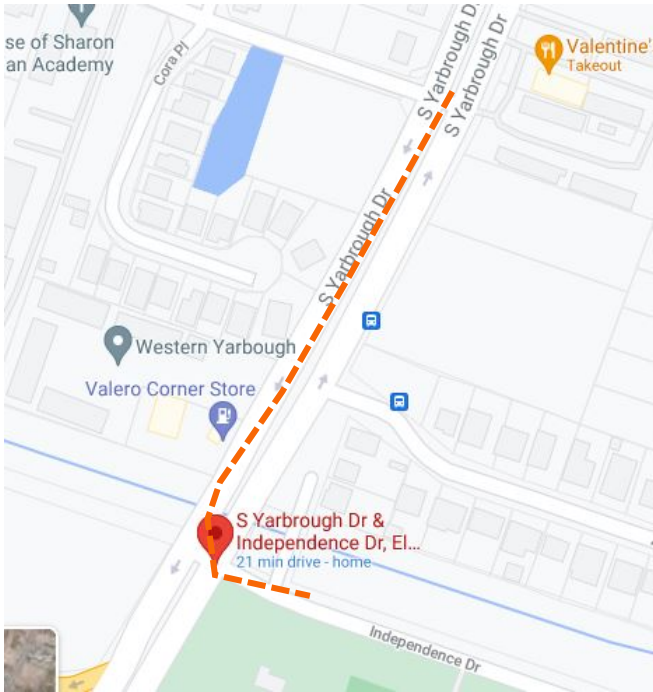 se of Sharon
an Academy
Cora Pl
S Yarbrough Dr
S Yarbrough Dr
Valentine'
Takeout
S Yarbrough Dr
Western Yarbough
Valero Corner Store
S Yarbrough Dr &
Independence Dr, El...
21 min drive - home
Independence Dr